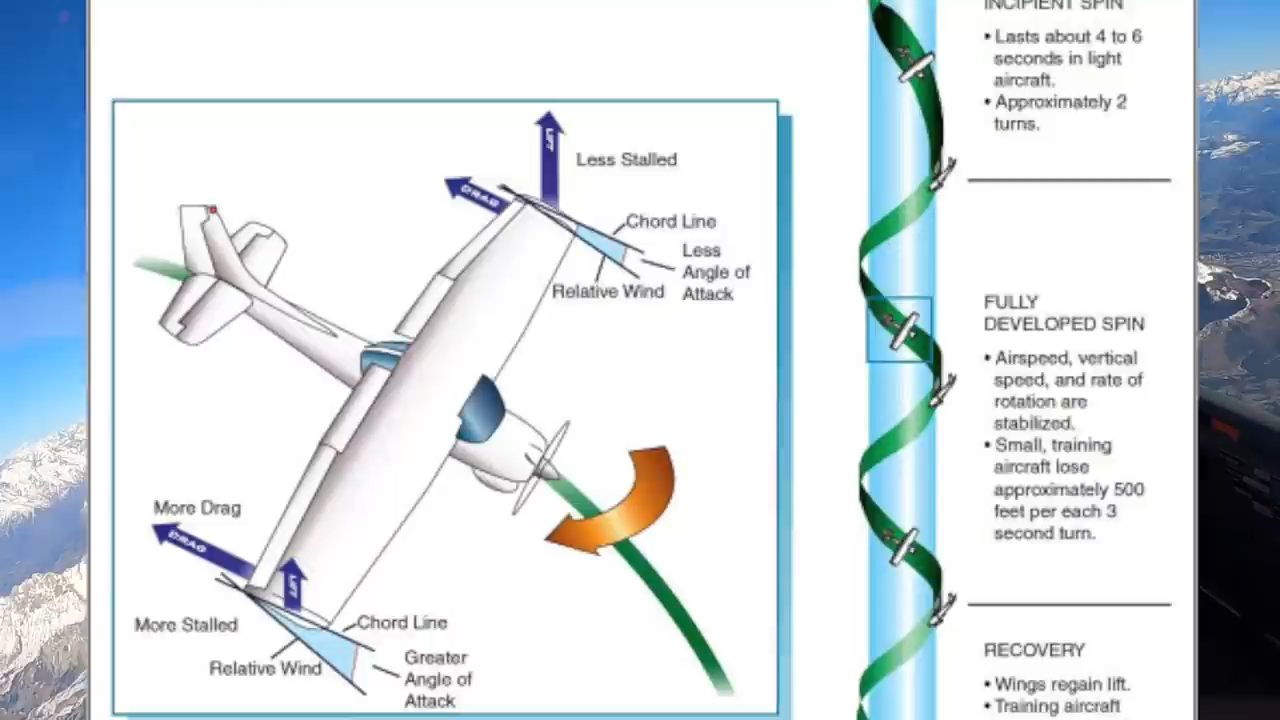 LIFT
Less Stalled
DRAG
Chord Line
Less
Angle of
Attack
Relative Wind
More Drag
DRAG
LIFT
More Stalled
Chord Line
Relative Wind
Greater
Angle of
Attack
INCIPIENT SPIN
• Lasts about 4 to 6
seconds in light
aircraft.
• Approximately 2
turns.
FULLY
DEVELOPED SPIN
• Airspeed, vertical
speed, and rate of
rotation are
stabilized.
• Small, training
aircraft lose
approximately 500
feet per each 3
second turn.
RECOVERY
• Wings regain lift.
• Training aircraft